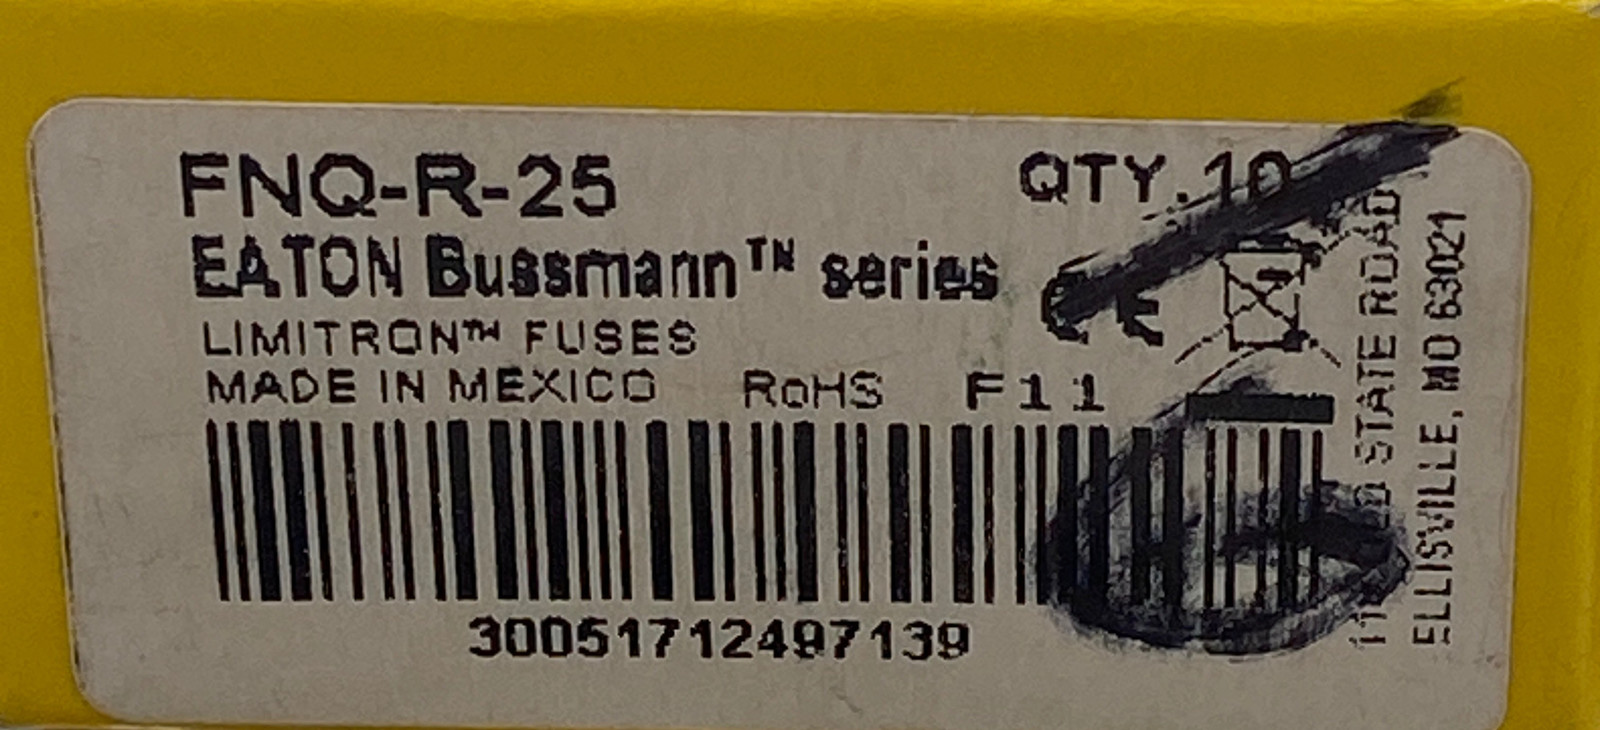 FNQ-R-25
QTY. 10
EATON Bussmann™ series
CE
LIMITRON™ FUSES
MADE IN MEXICO RoHS F11
30051712497139
STATE ROAD
ELLISVILLE, MO 63021